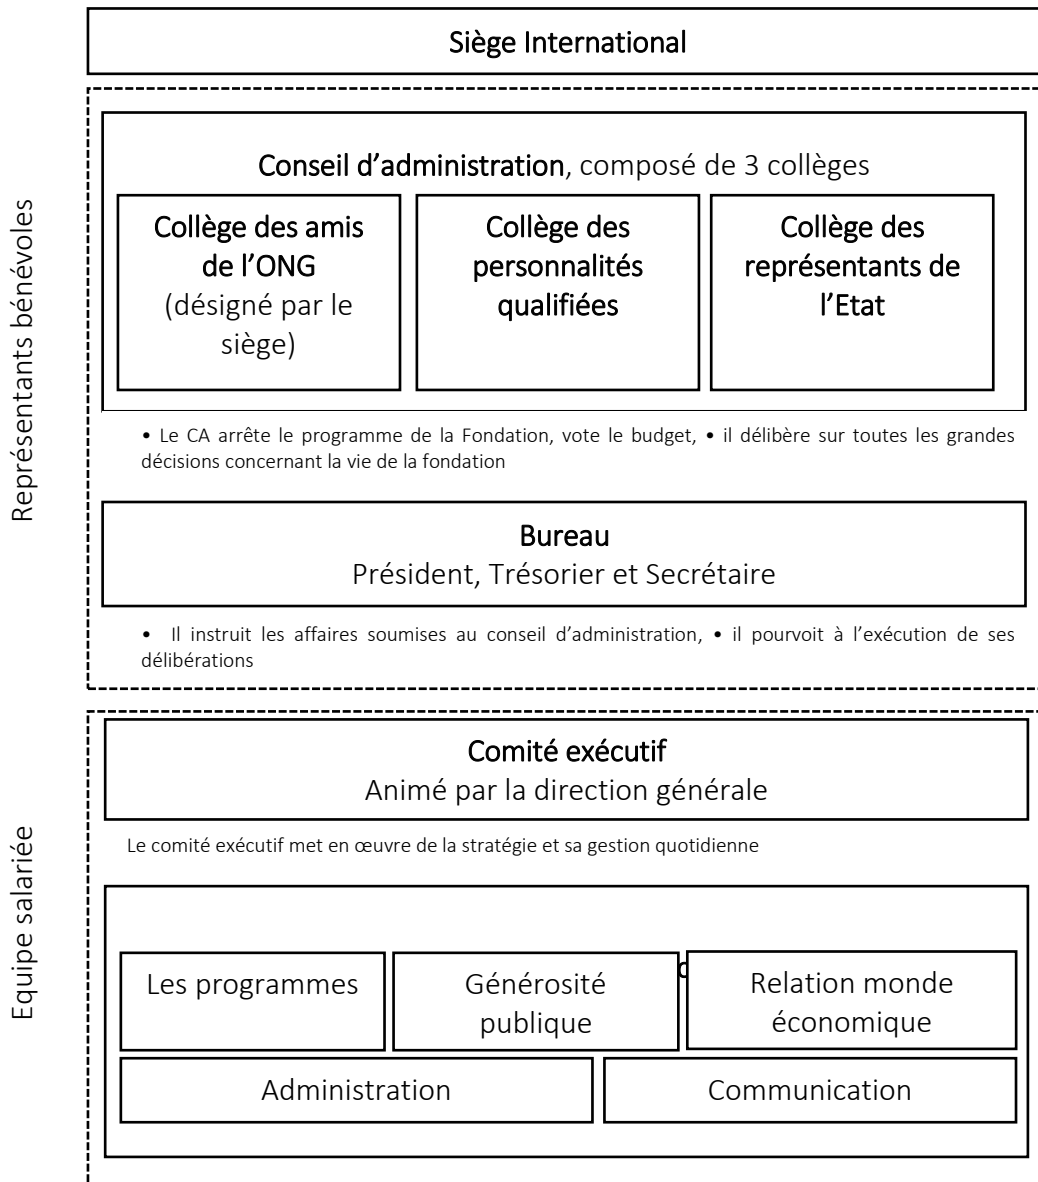 Siège International
Représentants bénévoles
Conseil d’administration, composé de 3 collèges
Collège des amis
de l’ONG
(désigné par le
siège)
Collège des
personnalités
qualifiées
Collège des
représentants de
l’Etat
• Le CA arrête le programme de la Fondation, vote le budget, • il délibère sur toutes les grandes
décisions concernant la vie de la fondation
Bureau
Président, Trésorier et Secrétaire
• Il instruit les affaires soumises au conseil d’administration, • il pourvoit à l’exécution de ses
délibérations
Equipe salariée
Comité exécutif
Animé par la direction générale
Le comité exécutif met en œuvre de la stratégie et sa gestion quotidienne
Les programmes
Générosité
publique
Relation monde
économique
Administration
Communication